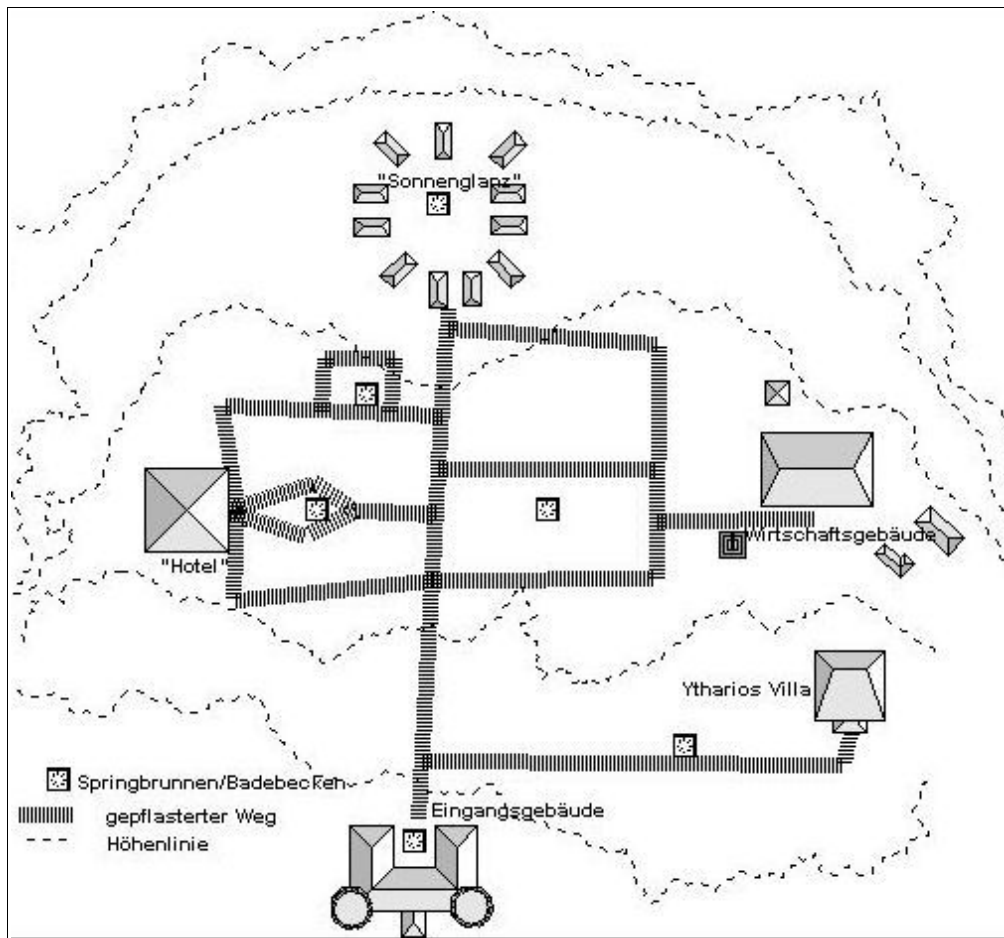 "Sonnenglanz"
Wirtschaftsgebäude
"Hotel"
Ytharios Villa
Springbrunnen/Badebecken
Eingangsgebäude
gepflasterter Weg
Höhenlinie